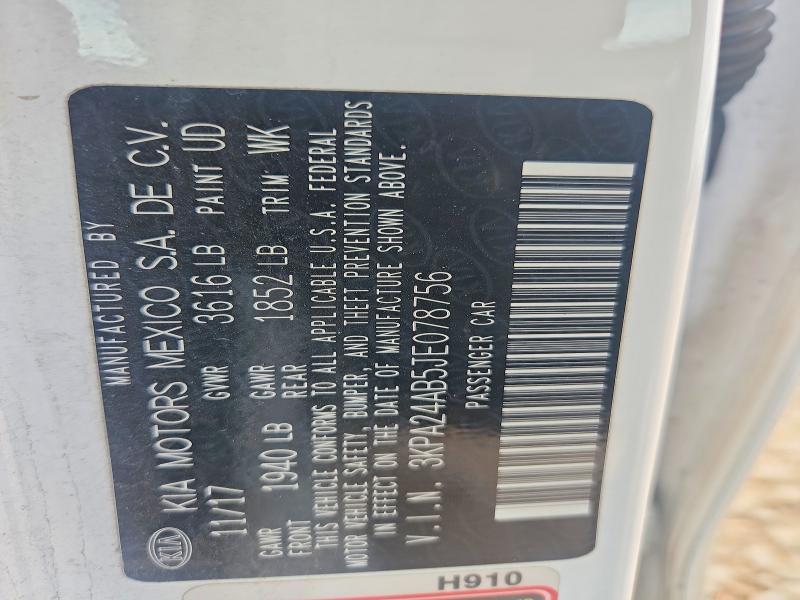 MANUFACTURED BY
KIA KIA MOTORS MEXICO S.A. DE C.V.
11/17 GVWR 3616 LB PAINT UD
GAWR FRONT 1940 LB GAWR REAR 1852 LB TRIM WK
THIS VEHICLE CONFORMS TO ALL APPLICABLE U.S.A. FEDERAL
MOTOR VEHICLE SAFETY, BUMPER, AND THEFT PREVENTION STANDARDS
IN EFFECT ON THE DATE OF MANUFACTURE SHOWN ABOVE.
V.I.N. 3KPA24AB5JE078756
PASSENGER CAR
H910